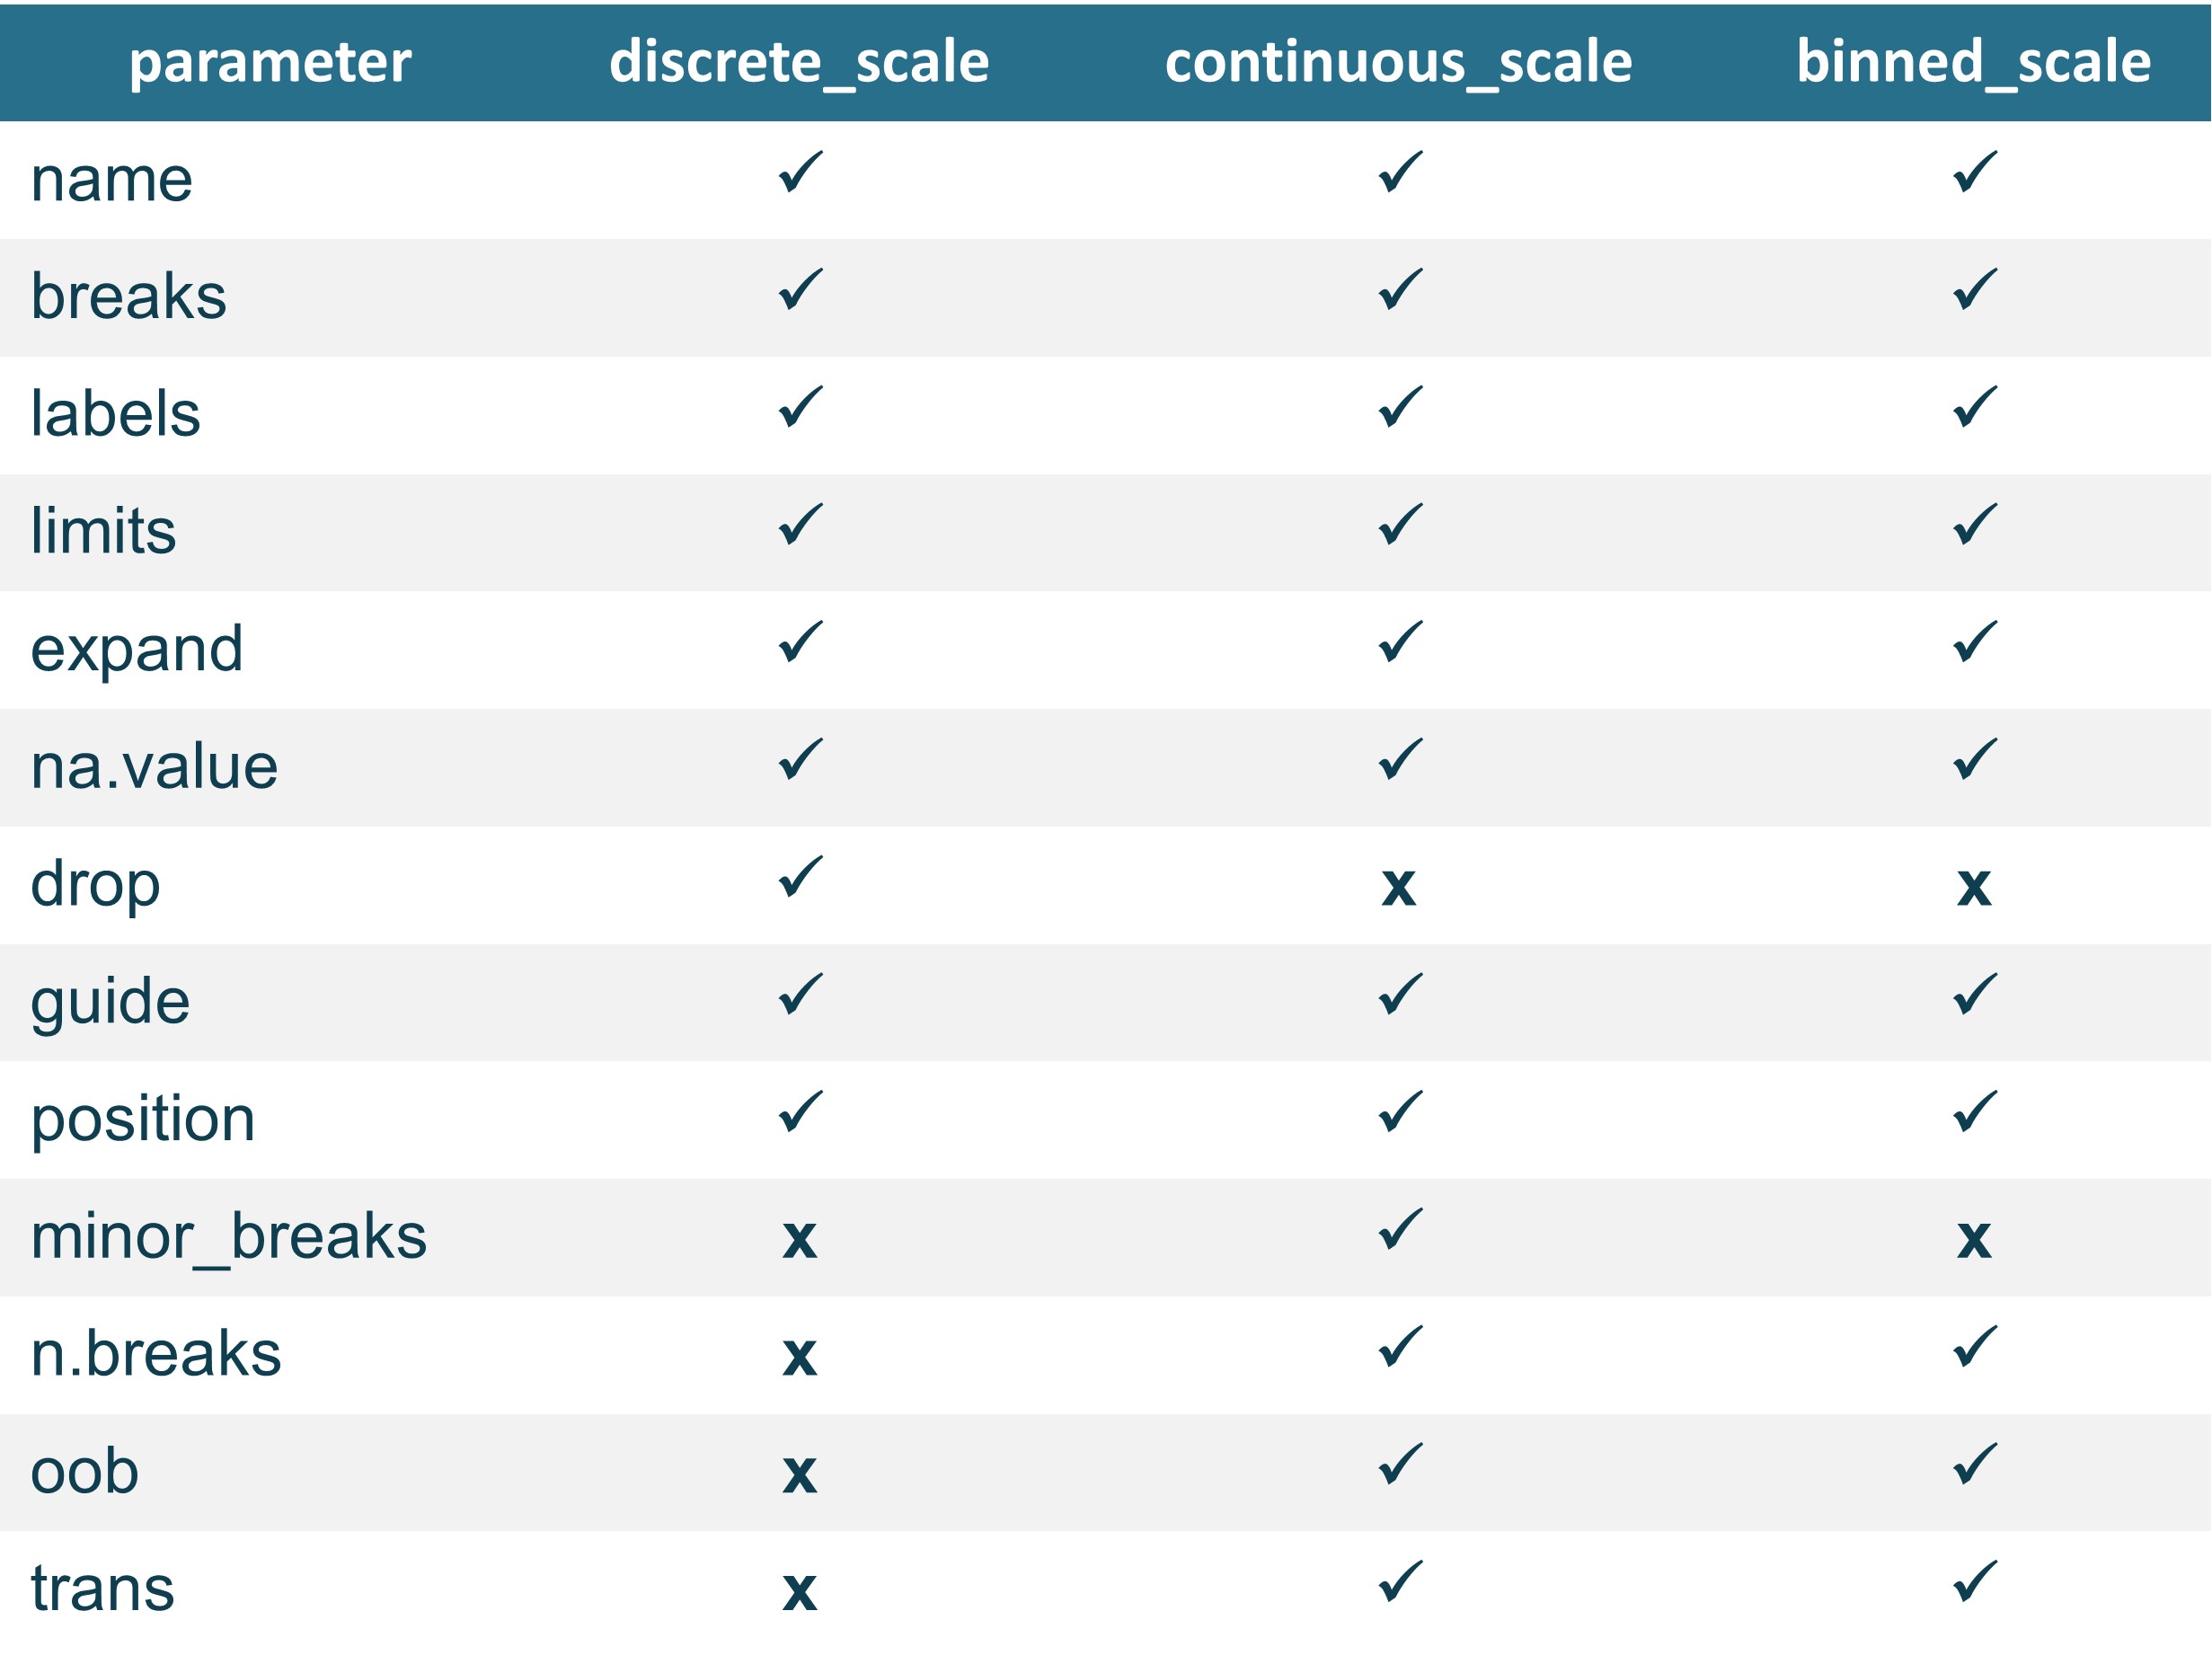 parameter discrete_scale continuous_scale binned_scale
name ✓ ✓ ✓
breaks ✓ ✓ ✓
labels ✓ ✓ ✓
limits ✓ ✓ ✓
expand ✓ ✓ ✓
na.value ✓ ✓ ✓
drop ✓ x x
guide ✓ ✓ ✓
position ✓ ✓ ✓
minor_breaks x ✓ x
n.breaks x ✓ ✓
oob x ✓ ✓
trans x ✓ ✓